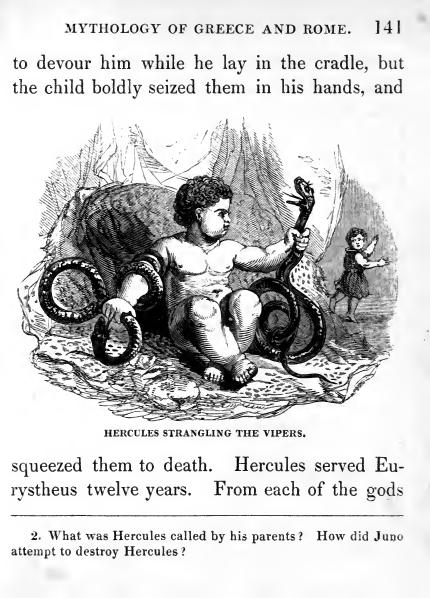 MYTHOLOGY OF GREECE AND ROME. 141
to devour him while he lay in the cradle, but
the child boldly seized them in his hands, and
HERCULES STRANGLING THE VIPERS.
squeezed them to death. Hercules served Eu-
rystheus twelve years. From each of the gods
2. What was Hercules called by his parents? How did Juno
attempt to destroy Hercules?